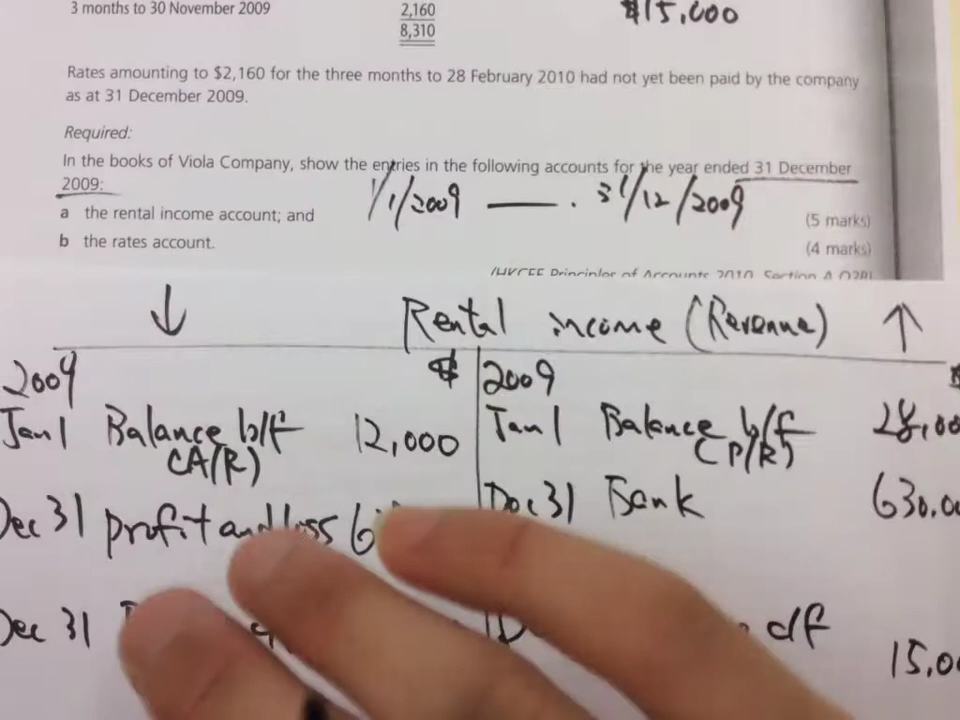 3 months to 30 November 2009 2,160
8,310
$15,000
Rates amounting to $2,160 for the three months to 28 February 2010 had not yet been paid by the company
as at 31 December 2009.
Required:
In the books of Viola Company, show the entries in the following accounts for the year ended 31 December
2009:
1/1/2009 — 31/12/2009
a the rental income account; and (5 marks)
b the rates account. (4 marks)
Rental income (Revenue)
2009 $ 2009
Jan 1 Balance b/f 12,000 Jan 1 Balance b/f
(A/R) (P/R)
Dec 31 Profit and loss Dec 31 Bank
Dec 31